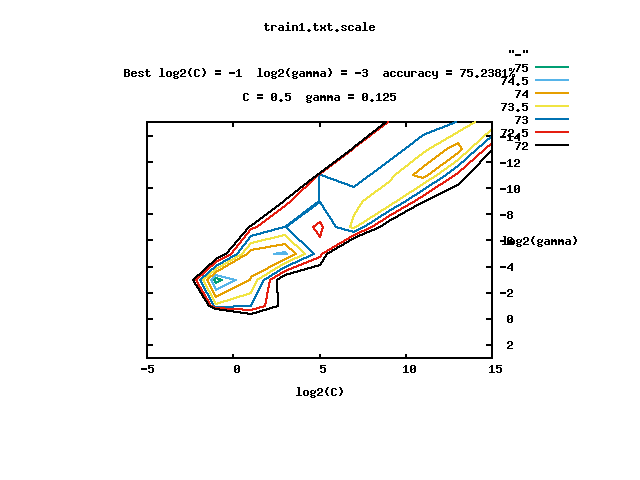 train1.txt.scale
"-"
Best log2(C) = -1  log2(gamma) = -3  accuracy = 75.2381%
75
74.5
C = 0.5  gamma = 0.125
74
73.5
73
72.5
72
-14
-12
-10
-8
-6
log2(gamma)
-4
-2
0
2
-5 0 5 10 15
log2(C)